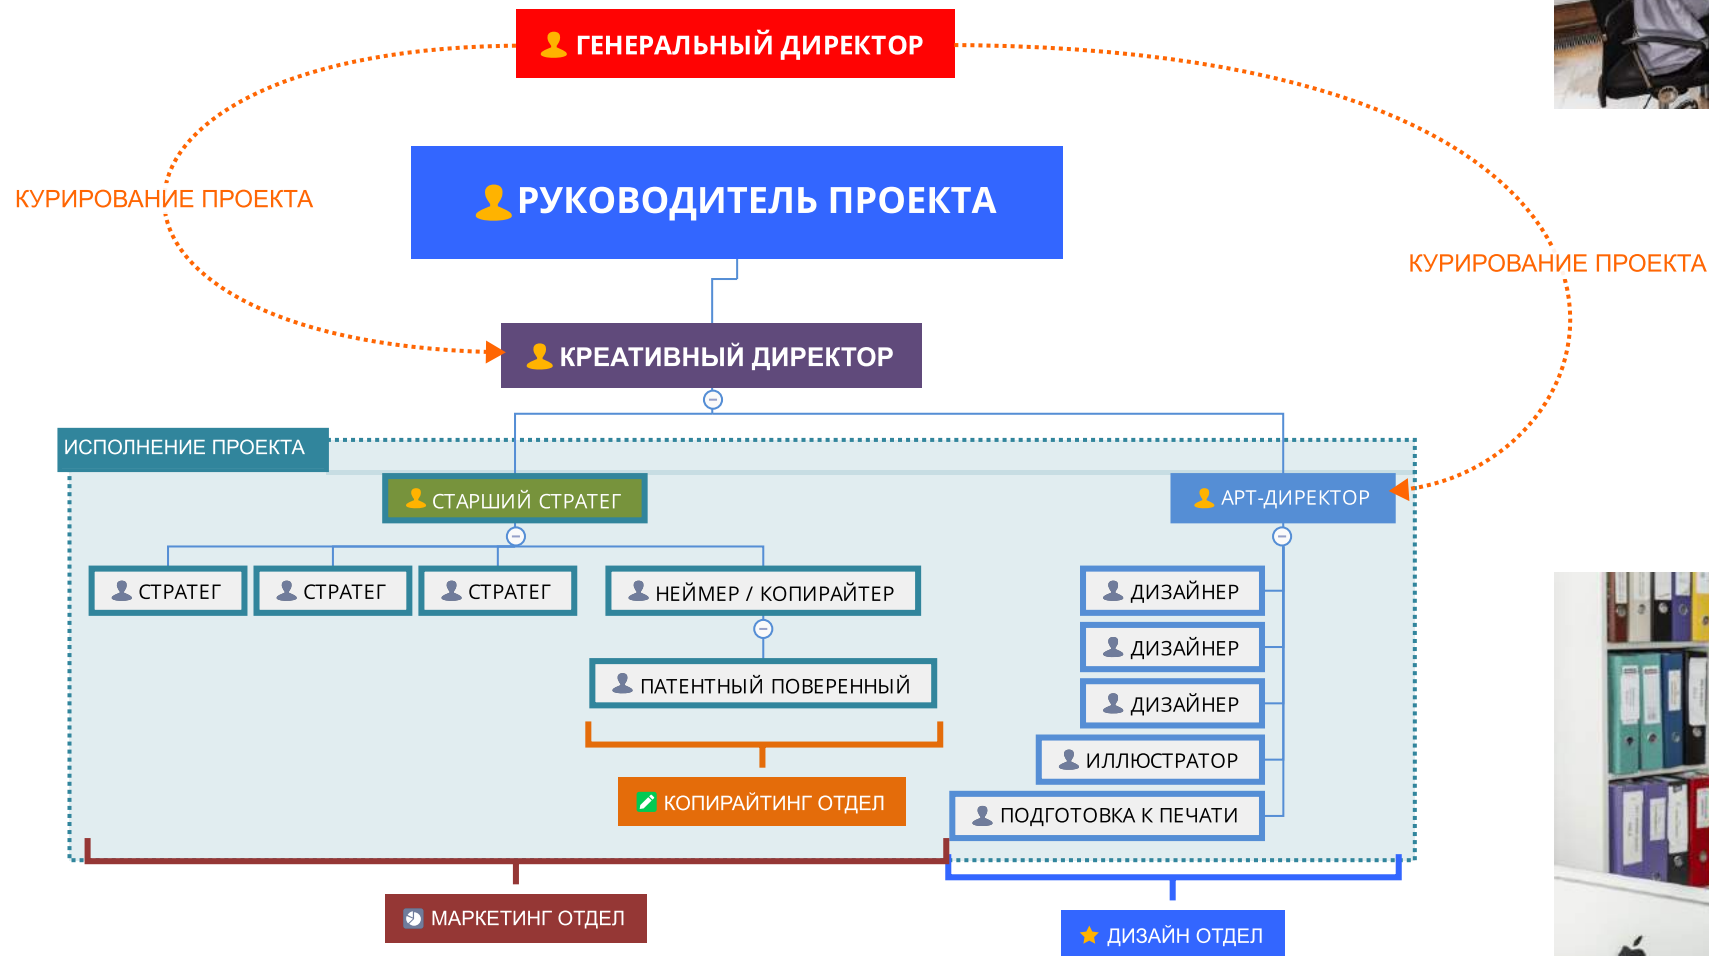 ГЕНЕРАЛЬНЫЙ ДИРЕКТОР
РУКОВОДИТЕЛЬ ПРОЕКТА
КУРИРОВАНИЕ ПРОЕКТА
КУРИРОВАНИЕ ПРОЕКТА
КРЕАТИВНЫЙ ДИРЕКТОР
ИСПОЛНЕНИЕ ПРОЕКТА
СТАРШИЙ СТРАТЕГ
АРТ-ДИРЕКТОР
СТРАТЕГ
СТРАТЕГ
СТРАТЕГ
НЕЙМЕР / КОПИРАЙТЕР
ДИЗАЙНЕР
ДИЗАЙНЕР
ПАТЕНТНЫЙ ПОВЕРЕННЫЙ
ДИЗАЙНЕР
ИЛЛЮСТРАТОР
КОПИРАЙТИНГ ОТДЕЛ
ПОДГОТОВКА К ПЕЧАТИ
МАРКЕТИНГ ОТДЕЛ
ДИЗАЙН ОТДЕЛ